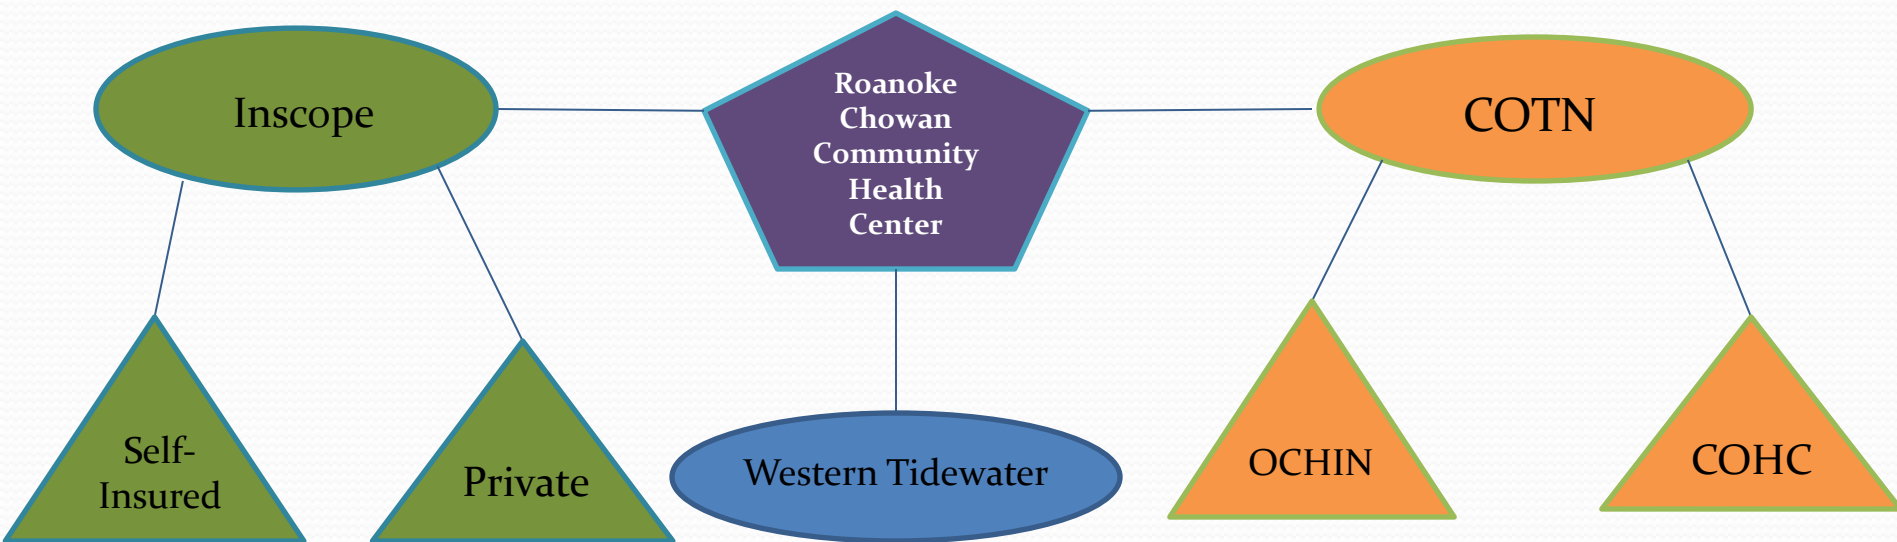 Inscope
Roanoke
Chowan
Community
Health
Center
COTN
Self-
Insured
Private
Western Tidewater
OCHIN
COHC